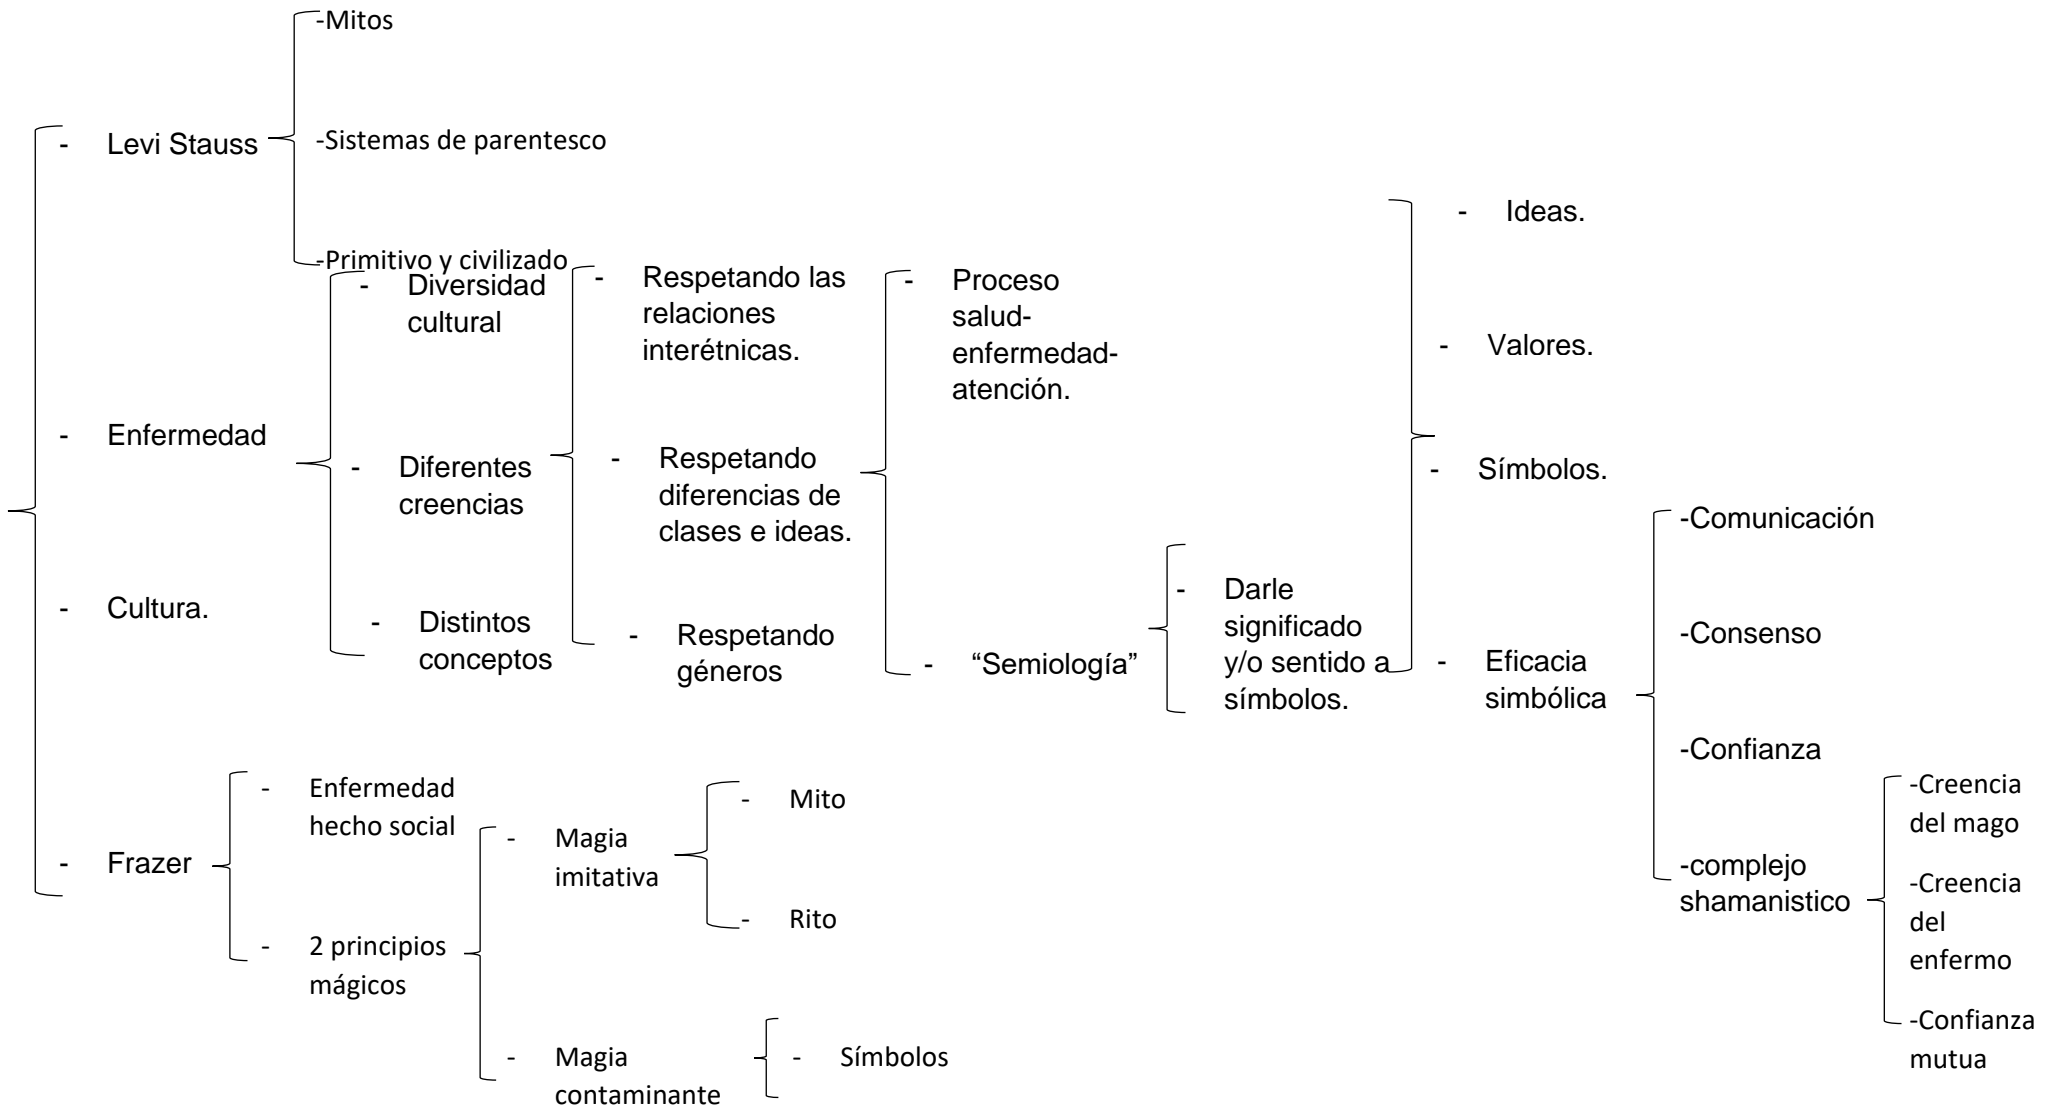 -Mitos
- Levi Stauss
-Sistemas de parentesco
-Primitivo y civilizado
- Enfermedad
- Cultura.
- Frazer
- Diversidad
cultural
- Diferentes
creencias
- Distintos
conceptos
- Respetando las
relaciones
interétnicas.
- Respetando
diferencias de
clases e ideas.
- Respetando
géneros
- Proceso
salud-
enfermedad-
atención.
- “Semiología”
- Darle
significado
y/o sentido a
símbolos.
- Ideas.
- Valores.
- Símbolos.
- Eficacia
simbólica
-Comunicación
-Consenso
-Confianza
-complejo
shamanistico
-Creencia
del mago
-Creencia
del
enfermo
-Confianza
mutua
- Enfermedad
hecho social
- 2 principios
mágicos
- Magia
imitativa
- Mito
- Rito
- Magia
contaminante
- Símbolos